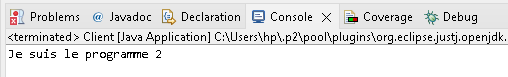 Problems @ Javadoc Declaration Console Coverage Debug
<terminated> Client [Java Application] C:\Users\hp\.p2\pool\plugins\org.eclipse.justj.openjdk.
Je suis le programme 2